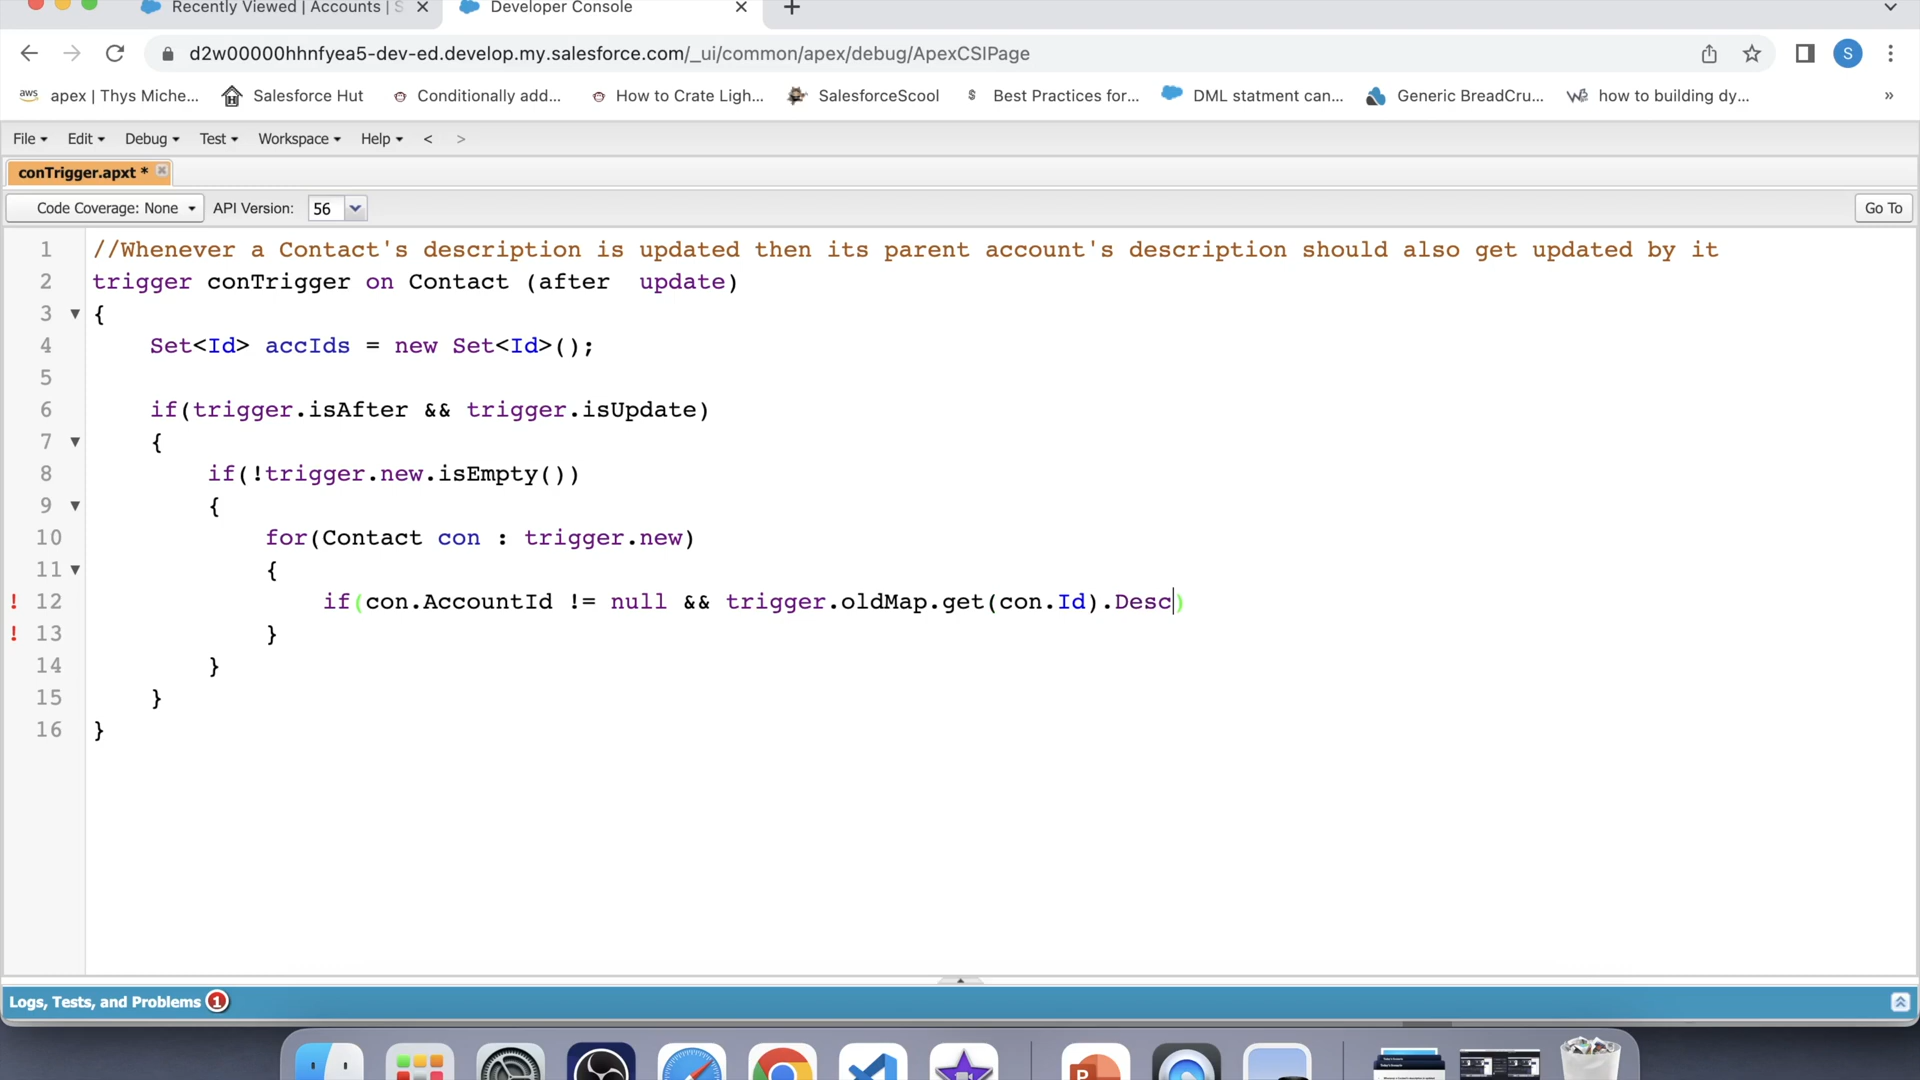 Recently Viewed | Accounts | S
Developer Console
d2w00000hhnfyea5-dev-ed.develop.my.salesforce.com/_ui/common/apex/debug/ApexCSIPage
S
aws apex | Thys Miche... Salesforce Hut Conditionally add... How to Crate Ligh... SalesforceScool $ Best Practices for... DML statment can... Generic BreadCru... how to building dy... »
File Edit Debug Test Workspace Help < >
conTrigger.apxt *
Code Coverage: None API Version: 56 Go To
1 //Whenever a Contact's description is updated then its parent account's description should also get updated by it
2 trigger conTrigger on Contact (after  update)
3 {
4 Set<Id> accIds = new Set<Id>();
5
6 if(trigger.isAfter && trigger.isUpdate)
7 {
8 if(!trigger.new.isEmpty())
9 {
10 for(Contact con : trigger.new)
11 {
! 12 if(con.AccountId != null && trigger.oldMap.get(con.Id).Desc)
! 13 }
14 }
15 }
16 }
Logs, Tests, and Problems 1